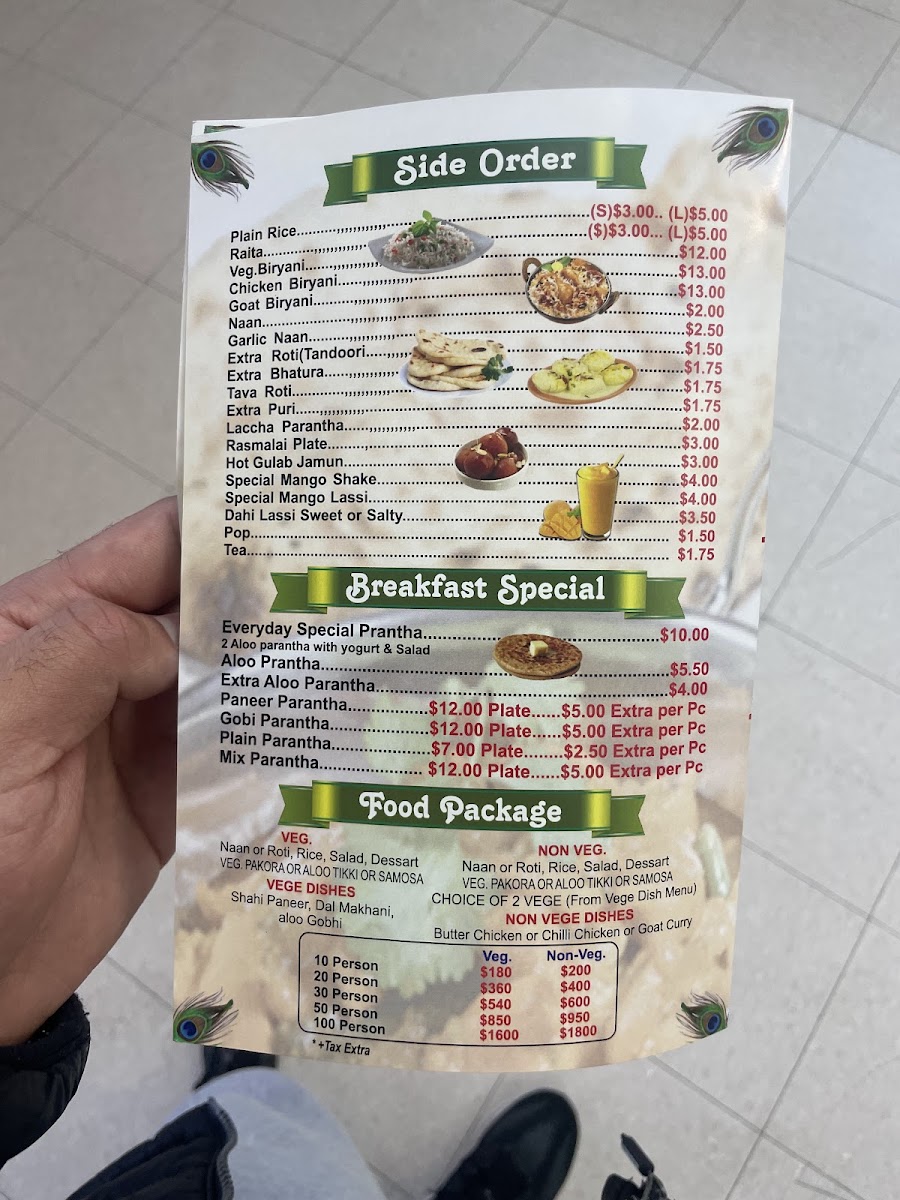 Side Order
Plain Rice.....(S)$3.00.. (L)$5.00
Raita.....($)$3.00... (L)$5.00
Veg.Biryani.....$12.00
Chicken Biryani.....$13.00
Goat Biryani.....$13.00
Naan.....$2.00
Garlic Naan.....$2.50
Extra Roti(Tandoori.....$1.50
Extra Bhatura.....$1.75
Tava Roti.....$1.75
Extra Puri.....$1.75
Laccha Parantha.....$2.00
Rasmalai Plate.....$3.00
Hot Gulab Jamun.....$3.00
Special Mango Shake.....$4.00
Special Mango Lassi.....$4.00
Dahi Lassi Sweet or Salty.....$3.50
Pop..... $1.50
Tea..... $1.75
Breakfast Special
Everyday Special Prantha.....$10.00
2 Aloo parantha with yogurt & Salad
Aloo Prantha.....$5.50
Extra Aloo Parantha.....$4.00
Paneer Parantha.....$12.00 Plate......$5.00 Extra per Pc
Gobi Parantha.....$12.00 Plate......$5.00 Extra per Pc
Plain Parantha.....$7.00 Plate.......$2.50 Extra per Pc
Mix Parantha..... $12.00 Plate......$5.00 Extra per Pc
Food Package
VEG.
Naan or Roti, Rice, Salad, Dessart
VEG. PAKORA OR ALOO TIKKI OR SAMOSA
VEGE DISHES
Shahi Paneer, Dal Makhani,
aloo Gobhi
NON VEG.
Naan or Roti, Rice, Salad, Dessart
VEG. PAKORA OR ALOO TIKKI OR SAMOSA
CHOICE OF 2 VEGE (From Vege Dish Menu)
NON VEGE DISHES
Butter Chicken or Chilli Chicken or Goat Curry
Veg. Non-Veg.
10 Person $180 $200
20 Person $360 $400
30 Person $540 $600
50 Person $850 $950
100 Person $1600 $1800
*+Tax Extra